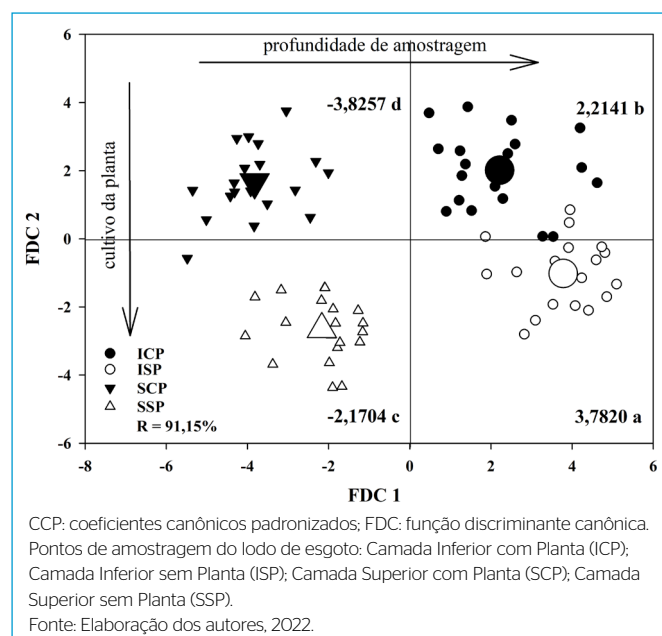 profundidade de amostragem
-3,8257 d
2,2141 b
cultivo da planta
FDC 2
6
4
2
0
-2
-4
-6
ICP
ISP
SCP
SSP
R = 91,15%
-2,1704 c
3,7820 a
-8 -6 -4 -2 0 2 4 6
FDC 1
CCP: coeficientes canônicos padronizados; FDC: função discriminante canônica.
Pontos de amostragem do lodo de esgoto: Camada Inferior com Planta (ICP);
Camada Inferior sem Planta (ISP); Camada Superior com Planta (SCP); Camada
Superior sem Planta (SSP).
Fonte: Elaboração dos autores, 2022.